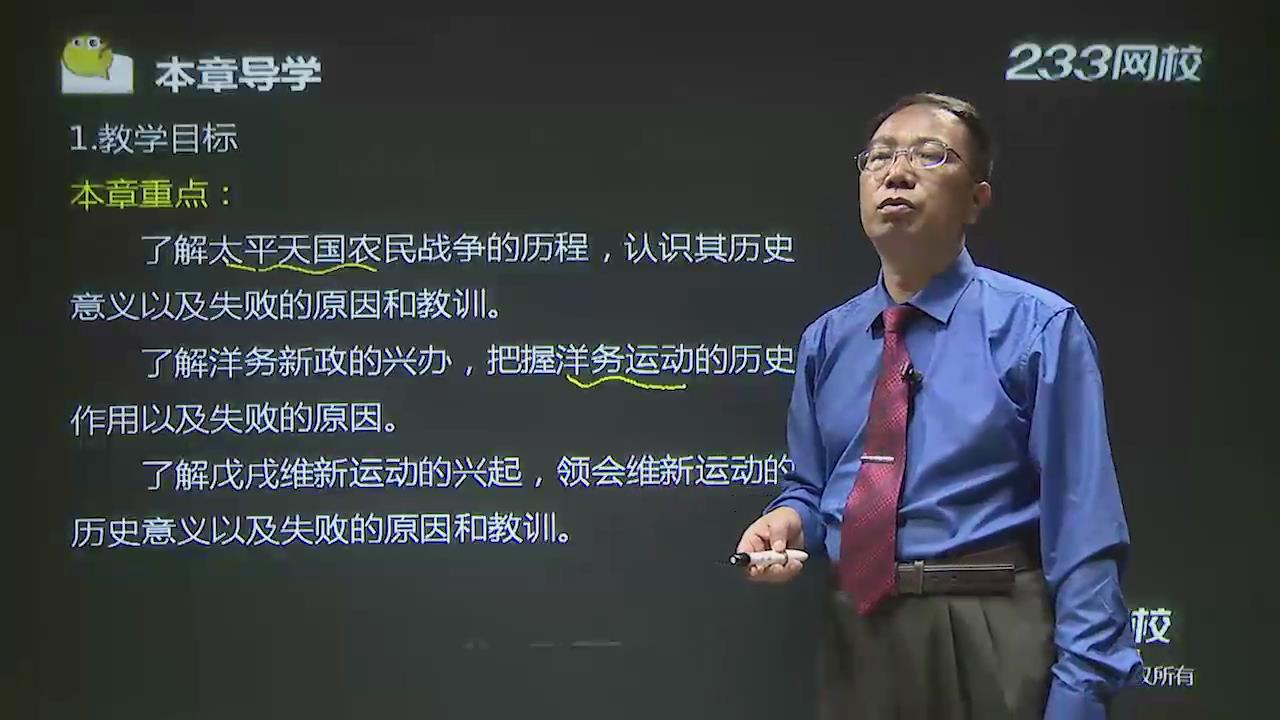 本章导学
233网校
1.教学目标
本章重点：
了解太平天国农民战争的历程，认识其历史
意义以及失败的原因和教训。
了解洋务新政的兴办，把握洋务运动的历史
作用以及失败的原因。
了解戊戌维新运动的兴起，领会维新运动的
历史意义以及失败的原因和教训。
网校
权所有